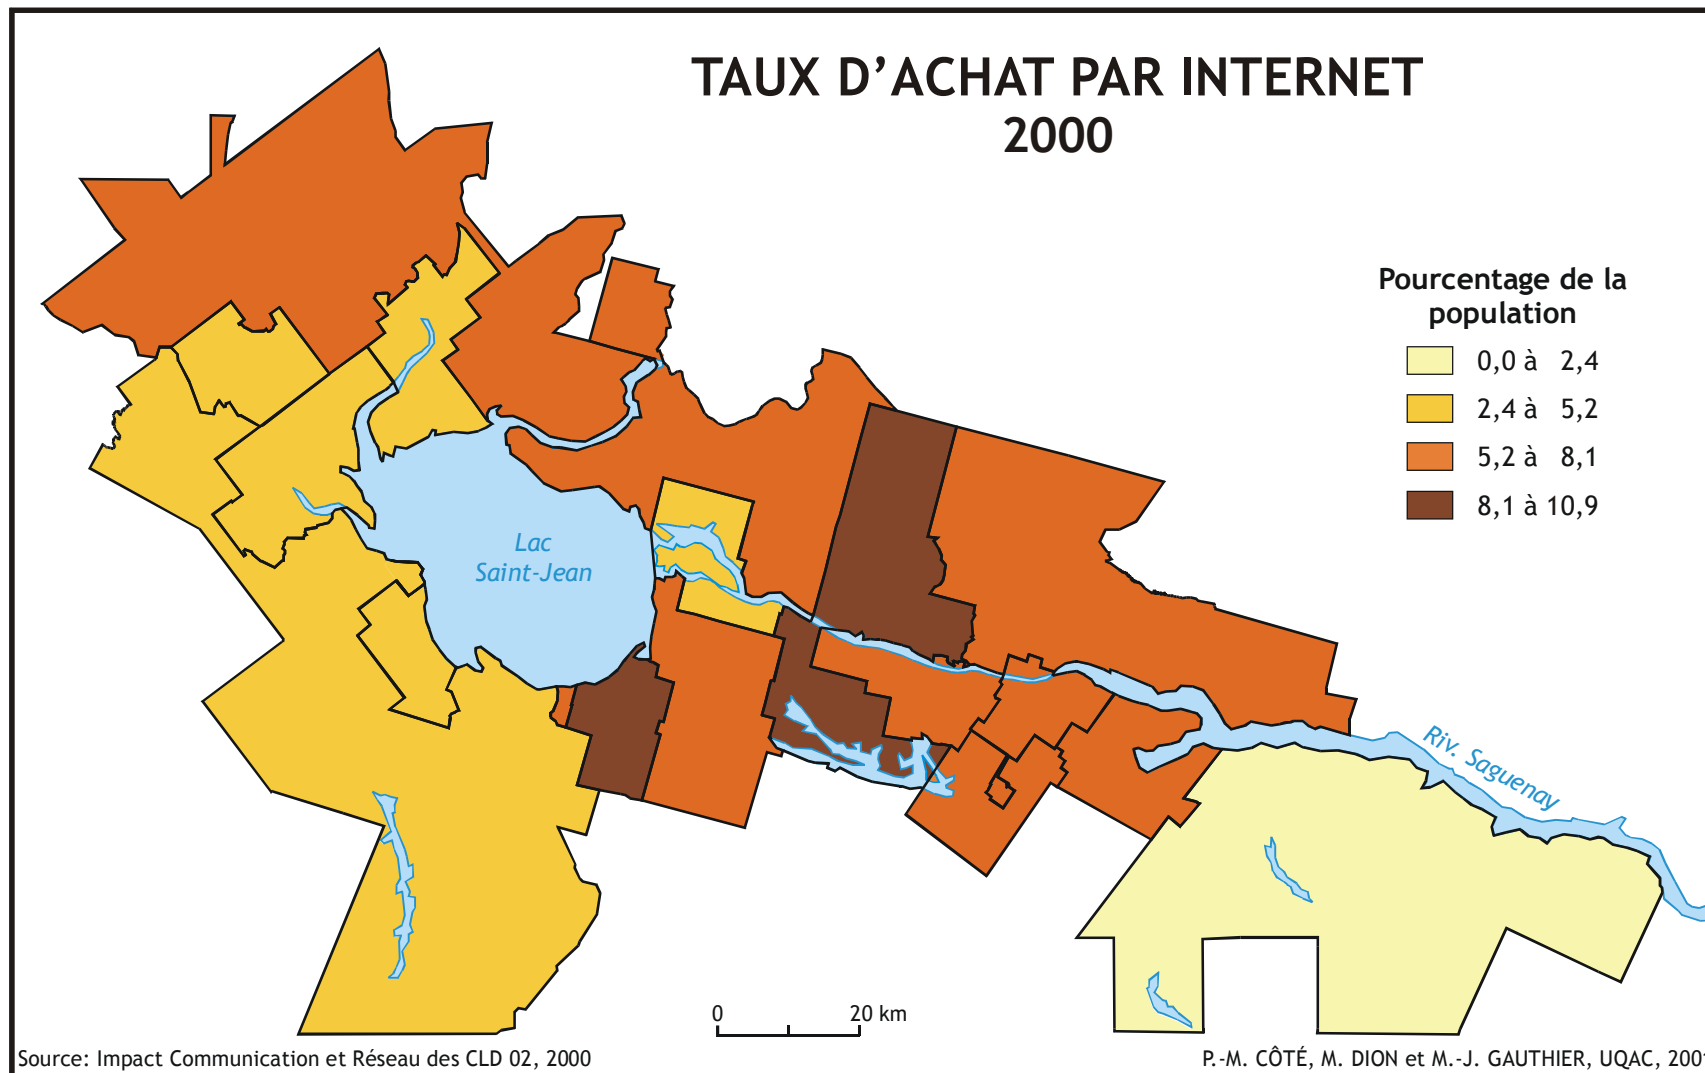 TAUX D’ACHAT PAR INTERNET
2000
Pourcentage de la
population
0,0 à 2,4
2,4 à 5,2
5,2 à 8,1
8,1 à 10,9
Lac
Saint-Jean
Riv. Saguenay
0 20 km
Source: Impact Communication et Réseau des CLD 02, 2000
P.-M. CÔTÉ, M. DION et M.-J. GAUTHIER, UQAC, 2001